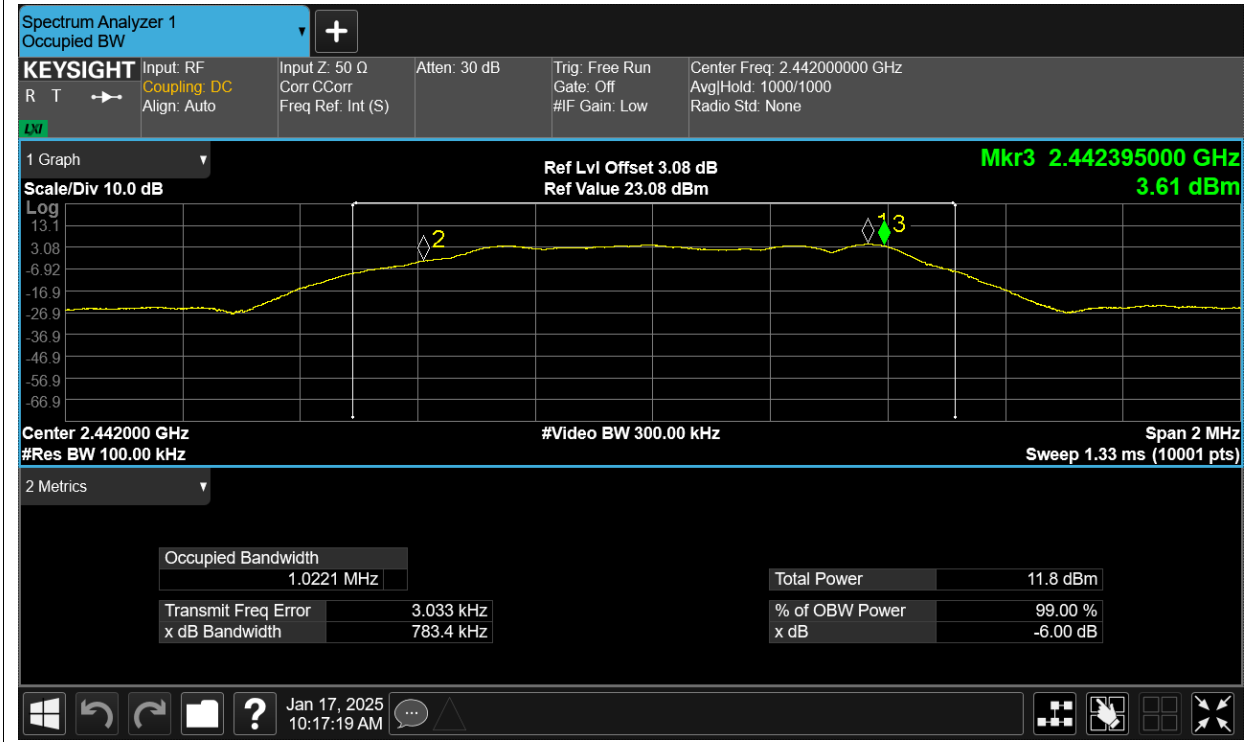 Spectrum Analyzer 1
Occupied BW
KEYSIGHT
R T
LXI
Input: RF
Coupling: DC
Align: Auto
Input Z: 50 Ω
Corr CCorr
Freq Ref: Int (S)
Atten: 30 dB
Trig: Free Run
Gate: Off
#IF Gain: Low
Center Freq: 2.442000000 GHz
Avg|Hold: 1000/1000
Radio Std: None
1 Graph
Scale/Div 10.0 dB
Ref Lvl Offset 3.08 dB
Ref Value 23.08 dBm
Mkr3 2.442395000 GHz
3.61 dBm
Log
13.1
3.08
-6.92
-16.9
-26.9
-36.9
-46.9
-56.9
-66.9
2
1
3
Center 2.442000 GHz
#Res BW 100.00 kHz
#Video BW 300.00 kHz
Span 2 MHz
Sweep 1.33 ms (10001 pts)
2 Metrics
Occupied Bandwidth
1.0221 MHz
Transmit Freq Error 3.033 kHz
x dB Bandwidth 783.4 kHz
Total Power 11.8 dBm
% of OBW Power 99.00 %
x dB -6.00 dB
?
Jan 17, 2025
10:17:19 AM